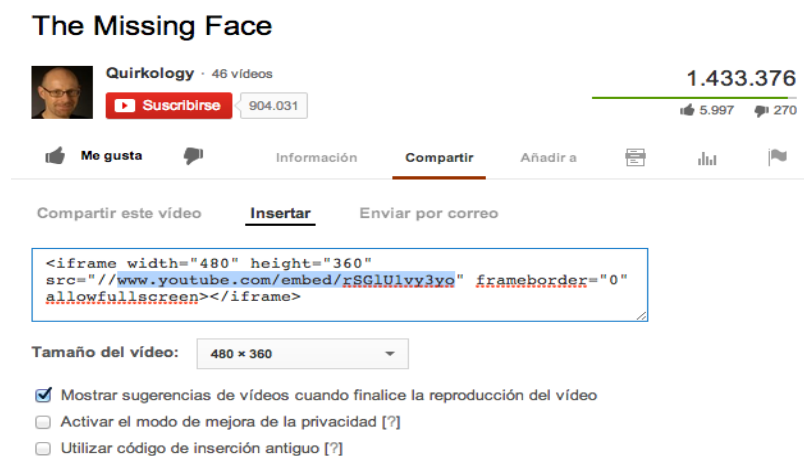 The Missing Face
Quirkology · 46 vídeos
Suscribirse 904.031
1.433.376
5.997 270
Me gusta Información Compartir Añadir a
Compartir este vídeo Insertar Enviar por correo
<iframe width="480" height="360"
src="//www.youtube.com/embed/rSGlU1vy3yo" frameborder="0"
allowfullscreen></iframe>
Tamaño del vídeo: 480 × 360
Mostrar sugerencias de vídeos cuando finalice la reproducción del vídeo
Activar el modo de mejora de la privacidad [?]
Utilizar código de inserción antiguo [?]